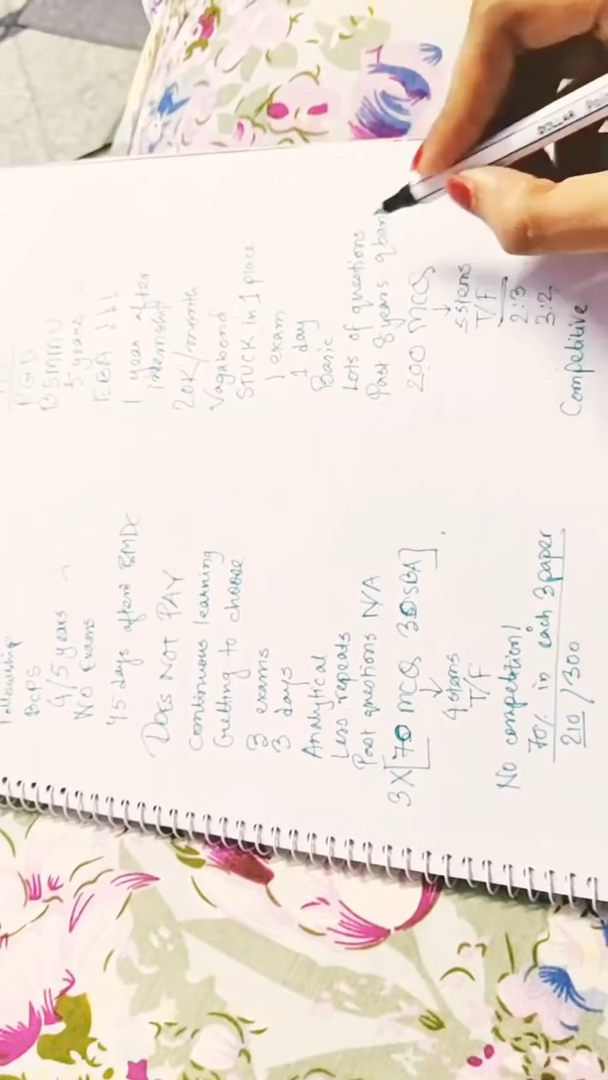 Fellowship
BCPS
4/5 years
NO Exams
45 days after BMDC
DOES NOT PAY
Continuous learning
Getting to choose
3 exams
3 days
Analytical
Less repeats
Past questions N/A
3X[70 MCQ 30 SBA].
↓
4 stems
T/F
No competition!
70% in each 3 paper
210/300
BSMMU
5 years
1 year after
internship
20K/month
Vagabond
STUCK in 1 place
1 exam
1 day
Basic
Lots of questions
Past 8 years qban
200 MCQ
↓
5 stems
T/F
2:3
3:2
Competitive